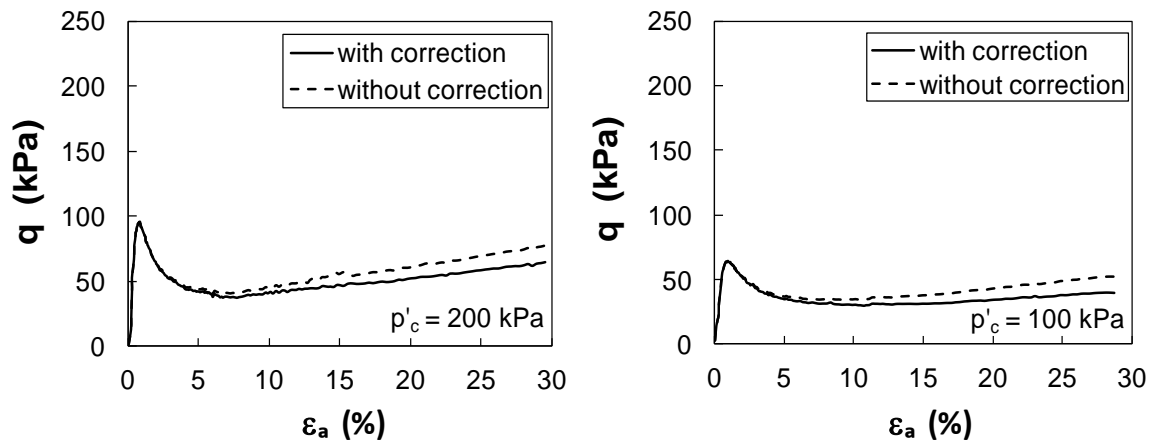 250
200
150
100
50
0
q (kPa)
with correction
without correction
p'c = 200 kPa
0 5 10 15 20 25 30
εa (%)
250
200
150
100
50
0
q (kPa)
with correction
without correction
p'c = 100 kPa
0 5 10 15 20 25 30
εa (%)